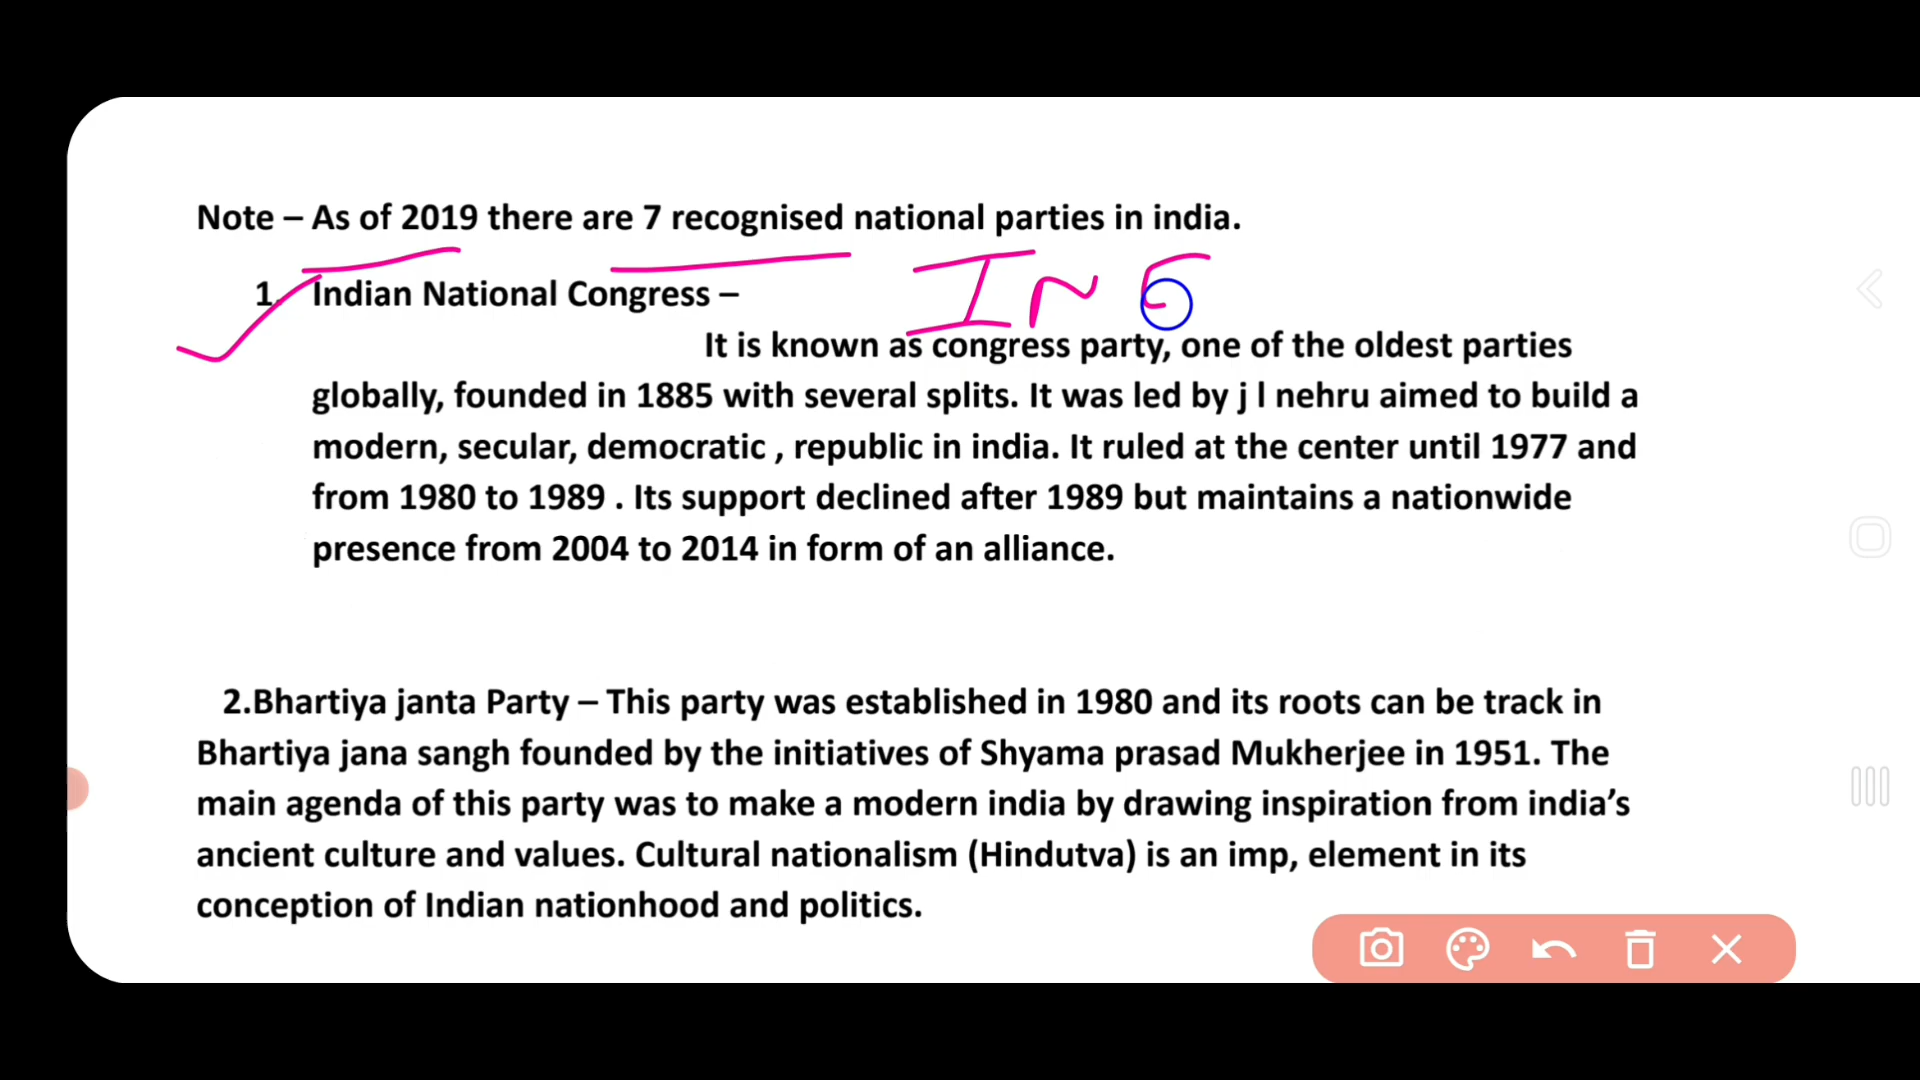 Note – As of 2019 there are 7 recognised national parties in india.
1. Indian National Congress –
IN
It is known as congress party, one of the oldest parties
globally, founded in 1885 with several splits. It was led by j l nehru aimed to build a
modern, secular, democratic , republic in india. It ruled at the center until 1977 and
from 1980 to 1989 . Its support declined after 1989 but maintains a nationwide
presence from 2004 to 2014 in form of an alliance.
2.Bhartiya janta Party – This party was established in 1980 and its roots can be track in
Bhartiya jana sangh founded by the initiatives of Shyama prasad Mukherjee in 1951. The
main agenda of this party was to make a modern india by drawing inspiration from india’s
ancient culture and values. Cultural nationalism (Hindutva) is an imp, element in its
conception of Indian nationhood and politics.